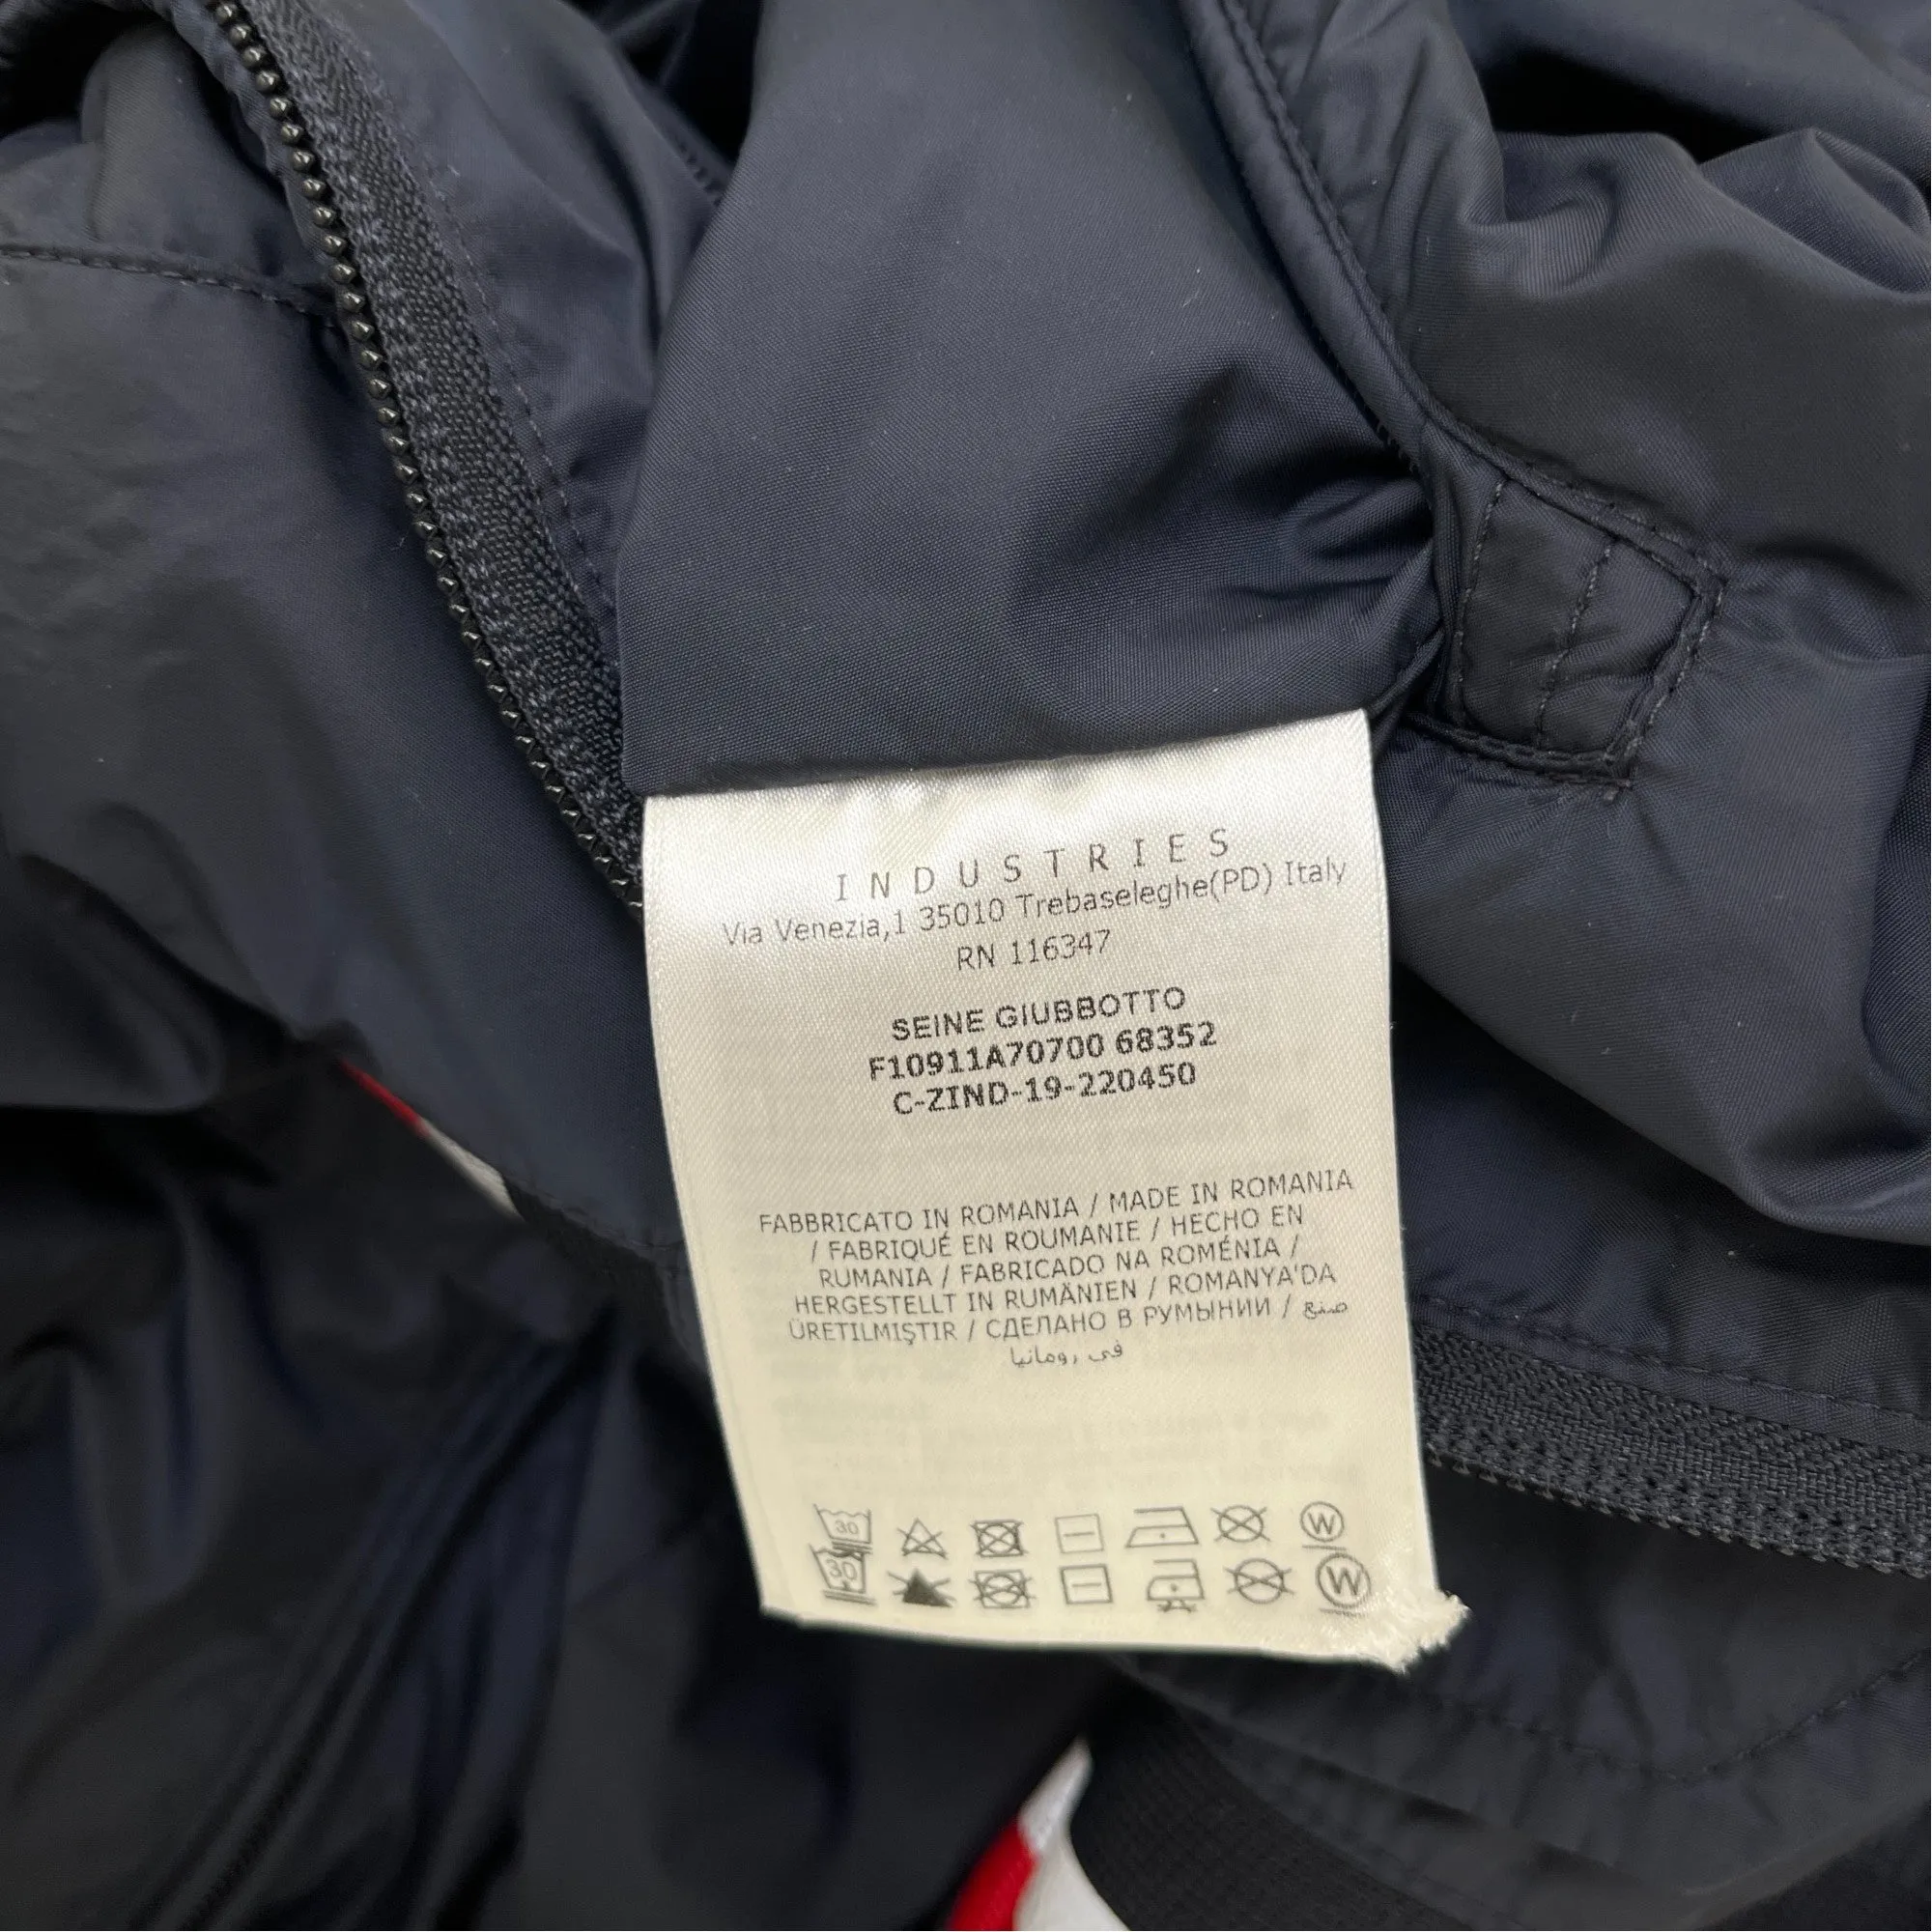 INDUSTRIES
Via Venezia,1 35010 Trebaseleghe(PD) Italy
RN 116347
SEINE GIUBBOTTO
F10911A70700 68352
C-ZIND-19-220450
FABBRICATO IN ROMANIA / MADE IN ROMANIA
/ FABRIQUÉ EN ROUMANIE / HECHO EN
RUMANIA / FABRICADO NA ROMÉNIA /
HERGESTELLT IN RUMÄNIEN / ROMANYA'DA
ÜRETILMIŞTIR / СДЕЛАНО В РУМЫНИИ / صنع
في رومانيا
30 W
30 W